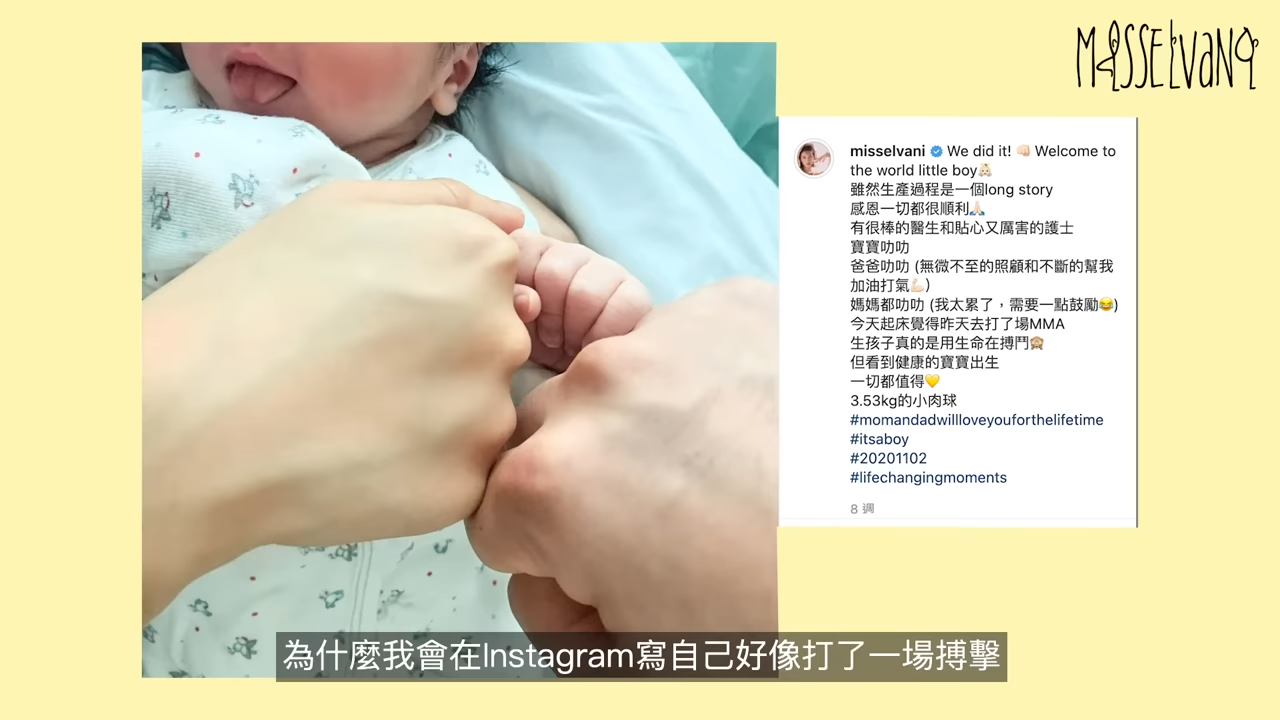 MISSELVANI
misselvani We did it! 👊🏻 Welcome to
the world little boy👶🏻
雖然生產過程是一個long story
感恩一切都很順利🙏🏻
有很棒的醫生和貼心又厲害的護士
寶寶叻叻
爸爸叻叻 (無微不至的照顧和不斷的幫我
加油打氣💪🏻)
媽媽都叻叻 (我太累了，需要一點鼓勵😂)
今天起床覺得昨天去打了場MMA
生孩子真的是用生命在搏鬥🙈
但看到健康的寶寶出生
一切都值得💛
3.53kg的小肉球
#momandadwillloveyouforthelifetime
#itsaboy
#20201102
#lifechangingmoments
8 週
為什麼我會在Instagram寫自己好像打了一場搏擊